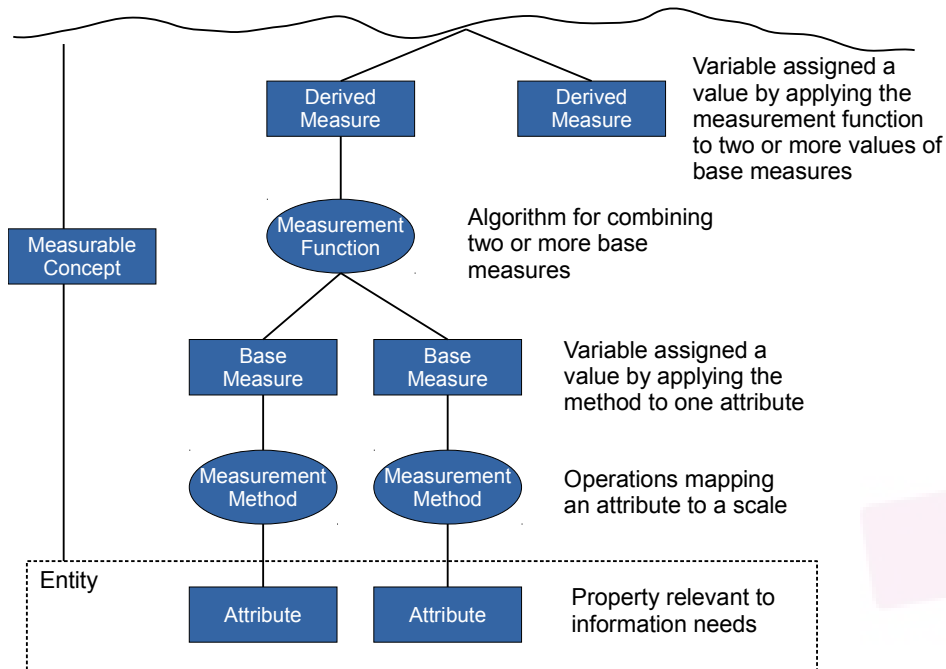 Derived
Measure
Derived
Measure
Variable assigned a
value by applying the
measurement function
to two or more values of
base measures
Measurement
Function
Algorithm for combining
two or more base
measures
Measurable
Concept
Base
Measure
Base
Measure
Variable assigned a
value by applying the
method to one attribute
Measurement
Method
Measurement
Method
Operations mapping
an attribute to a scale
Entity
Attribute
Attribute
Property relevant to
information needs